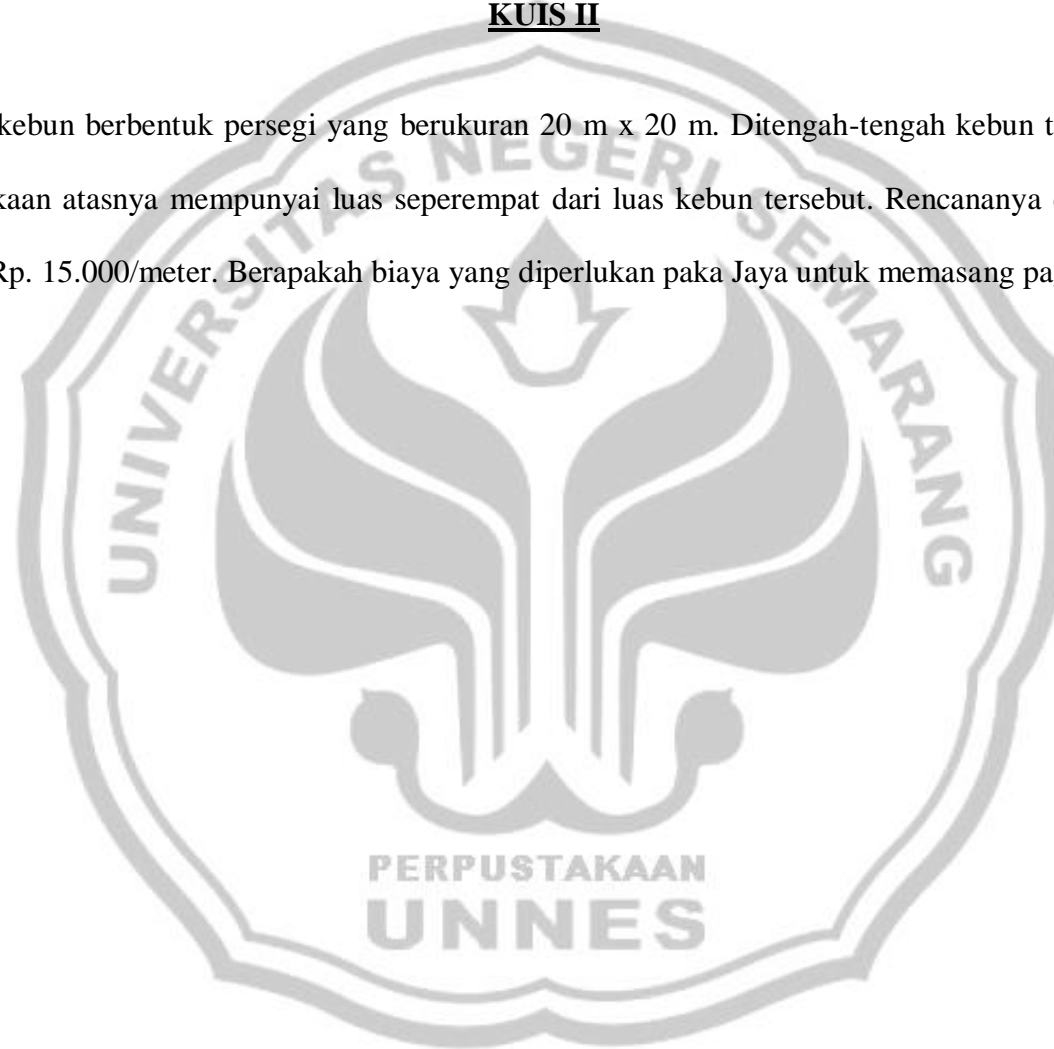 KUIS II
kebun berbentuk persegi yang berukuran 20 m x 20 m. Ditengah-tengah kebun t
kaan atasnya mempunyai luas seperempat dari luas kebun tersebut. Rencananya
Rp. 15.000/meter. Berapakah biaya yang diperlukan paka Jaya untuk memasang pa
UNIVERSITAS NEGERI SEMARANG
PERPUSTAKAAN
UNNES